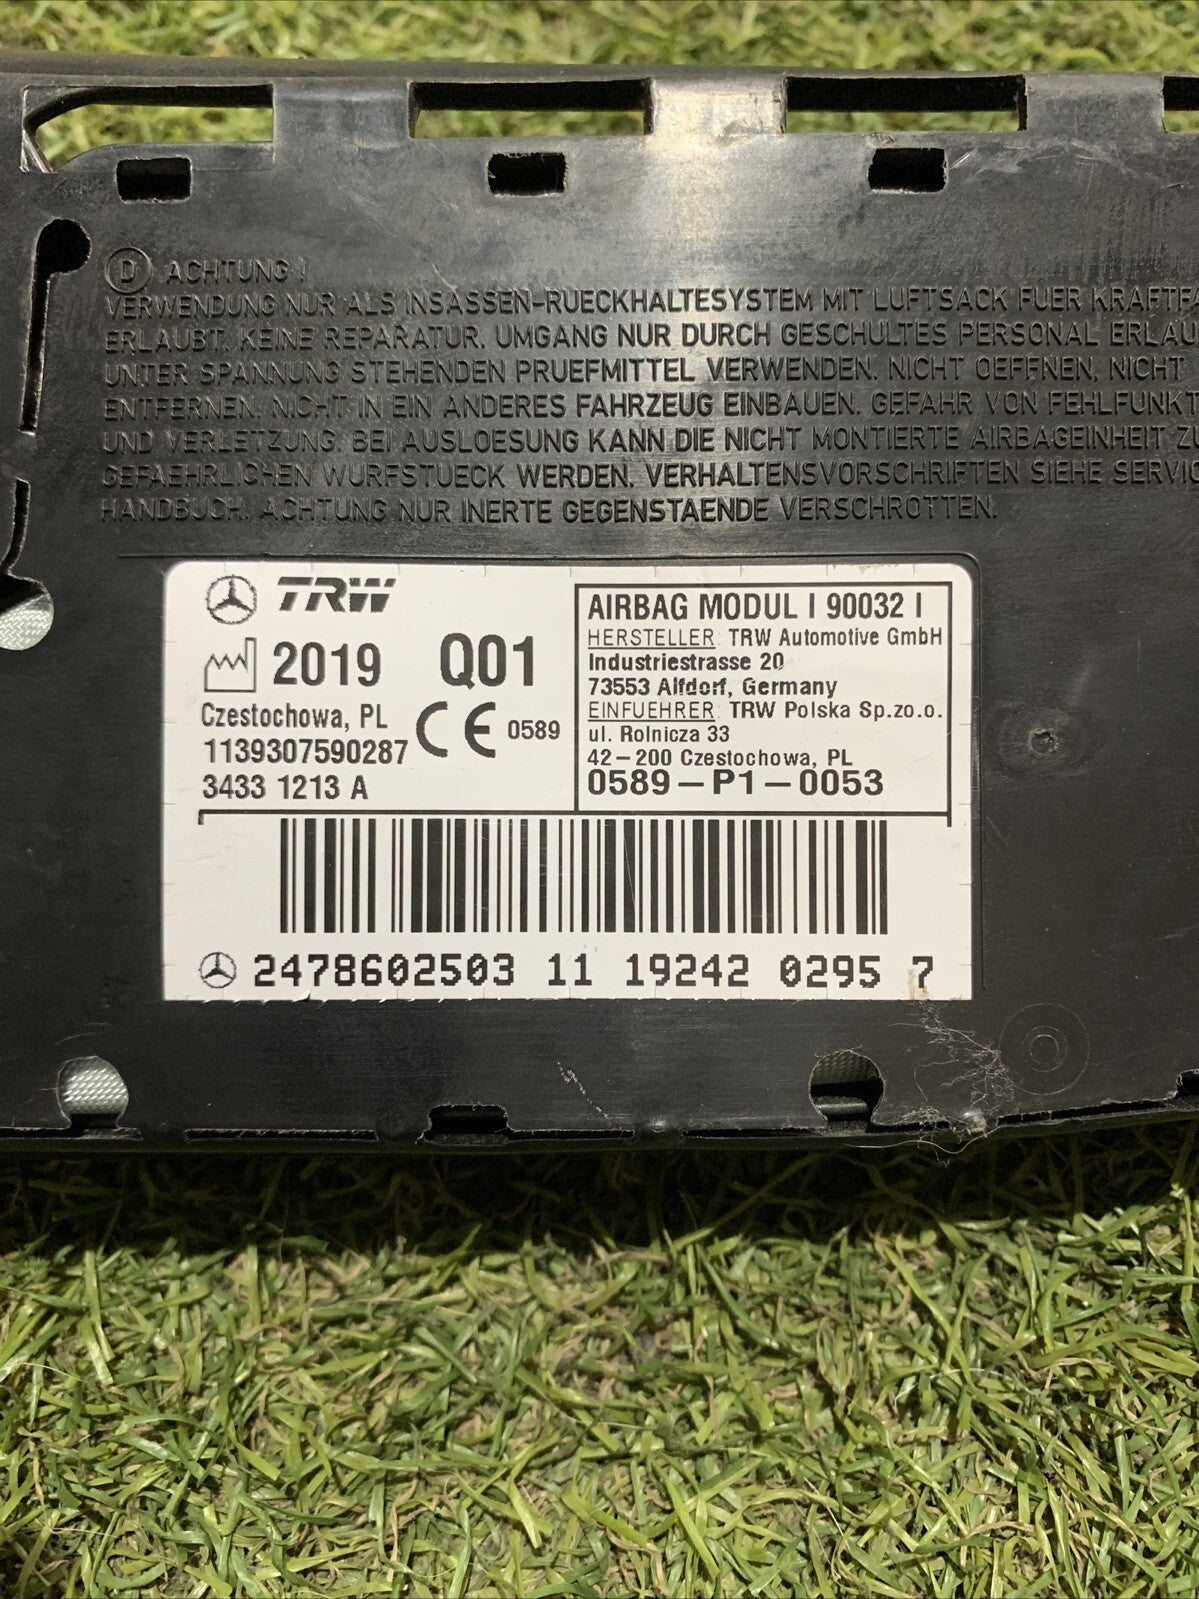 D ACHTUNG !
VERWENDUNG NUR ALS INSASSEN-RUECKHALTESYSTEM MIT LUFTSACK FUER KRAFTFA
ERLAUBT. KEINE REPARATUR. UMGANG NUR DURCH GESCHULTES PERSONAL ERLAU
UNTER SPANNUNG STEHENDEN PRUEFMITTEL VERWENDEN. NICHT OEFFNEN, NICHT
ENTFERNEN, NICHT IN EIN ANDERES FAHRZEUG EINBAUEN. GEFAHR VON FEHLFUNKT
UND VERLETZUNG. BEI AUSLOESUNG KANN DIE NICHT MONTIERTE AIRBAGEINHEIT ZU
GEFAEHRLICHEN WURFSTUECK WERDEN. VERHALTENSVORSCHRIFTEN SIEHE SERVIC
HANDBUCH. ACHTUNG NUR INERTE GEGENSTAENDE VERSCHROTTEN.
TRW
2019 Q01
Czestochowa, PL
1139307590287
CE 0589
3433 1213 A
AIRBAG MODUL I 90032 I
HERSTELLER: TRW Automotive GmbH
Industriestrasse 20
73553 Alfdorf, Germany
EINFUEHRER: TRW Polska Sp.zo.o.
ul. Rolnicza 33
42-200 Czestochowa, PL
0589-P1-0053
2478602503 11 19242 0295 7